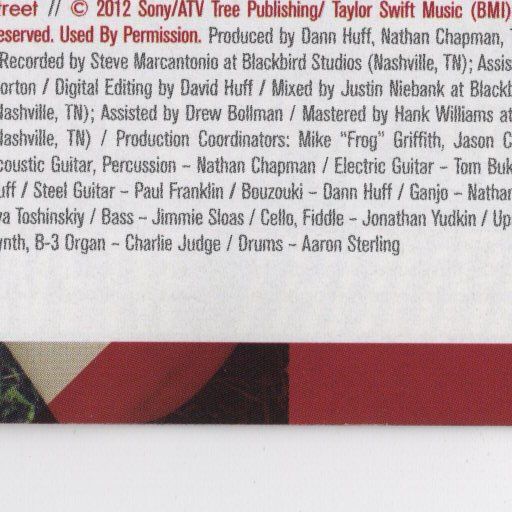 treet // © 2012 Sony/ATV Tree Publishing/ Taylor Swift Music (BMI)
eserved. Used By Permission. Produced by Dann Huff, Nathan Chapman,
Recorded by Steve Marcantonio at Blackbird Studios (Nashville, TN); Assis
orton / Digital Editing by David Huff / Mixed by Justin Niebank at Blackb
Nashville, TN); Assisted by Drew Bollman / Mastered by Hank Williams at
Nashville, TN) / Production Coordinators: Mike “Frog” Griffith, Jason C
coustic Guitar, Percussion – Nathan Chapman / Electric Guitar – Tom Buk
uff / Steel Guitar – Paul Franklin / Bouzouki – Dann Huff / Ganjo – Nathan
ya Toshinskiy / Bass – Jimmie Sloas / Cello, Fiddle – Jonathan Yudkin / Up
ynth, B-3 Organ – Charlie Judge / Drums – Aaron Sterling